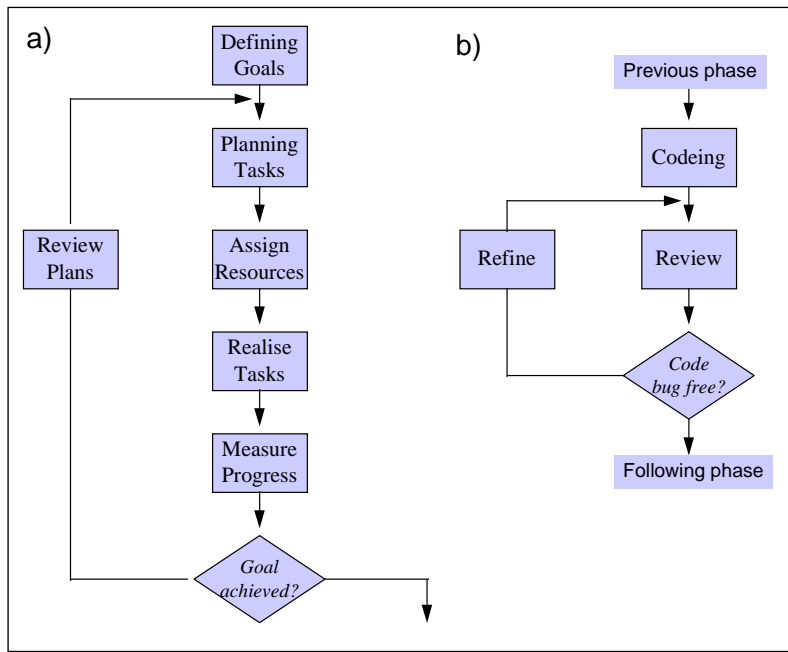 a)
Defining
Goals
Planning
Tasks
Review
Plans
Assign
Resources
Realise
Tasks
Measure
Progress
Goal
achieved?
b)
Previous phase
Codeing
Refine
Review
Code
bug free?
Following phase